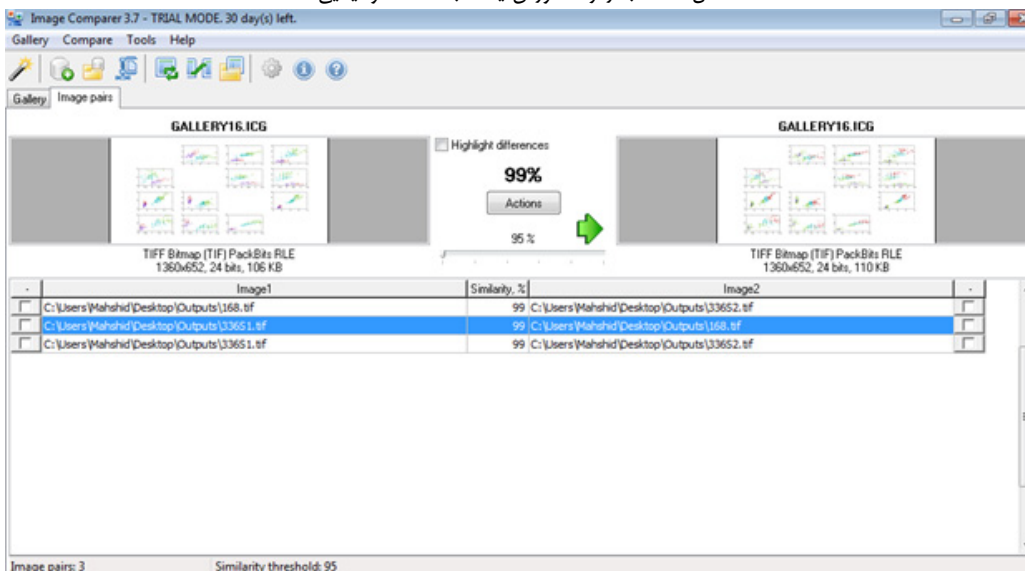 Image Comparer 3.7 - TRIAL MODE. 30 day(s) left.
Gallery Compare Tools Help
Gallery Image pairs
GALLERY16.ICG
Highlight differences
99%
Actions
95 %
TIFF Bitmap (TIF) PackBits RLE
1360x652, 24 bits, 106 KB
GALLERY16.ICG
TIFF Bitmap (TIF) PackBits RLE
1360x652, 24 bits, 110 KB
- Image1 Similarity, % Image2 -
C:\Users\Mahshid\Desktop\Outputs\168.tif 99 C:\Users\Mahshid\Desktop\Outputs\336S2.tif
C:\Users\Mahshid\Desktop\Outputs\336S1.tif 99 C:\Users\Mahshid\Desktop\Outputs\168.tif
C:\Users\Mahshid\Desktop\Outputs\336S1.tif 99 C:\Users\Mahshid\Desktop\Outputs\336S2.tif
Image pairs: 3 Similarity threshold: 95